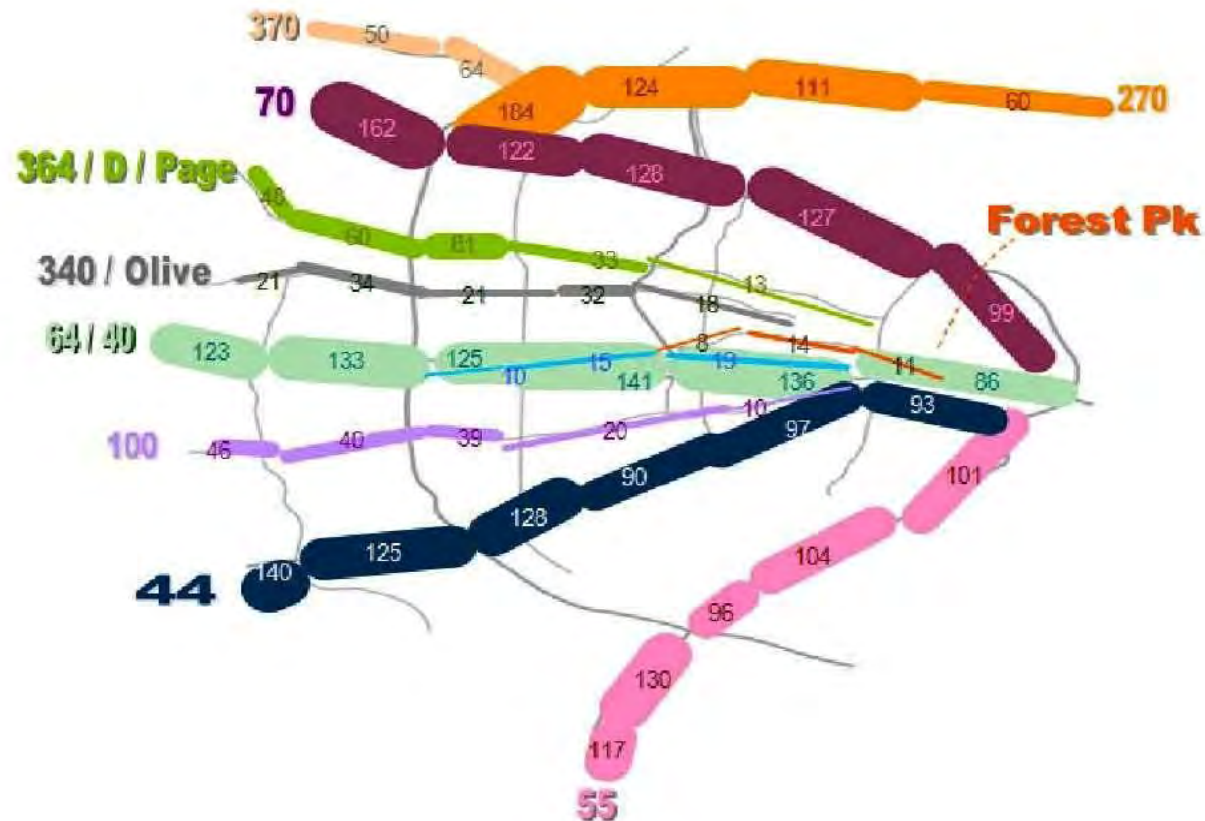 370 50
64
184 124 111 60 270
70 162 122 128 127 99
364 / D / Page 48 60 61 33 13
Forest Pk
340 / Olive 21 34 21 32 18
8 14 11
64 / 40 123 133 125 141 136 86
10 15 19
100 46 40 39 20 10
44 140 125 128 90 97 93
101
104
96
130
117
55